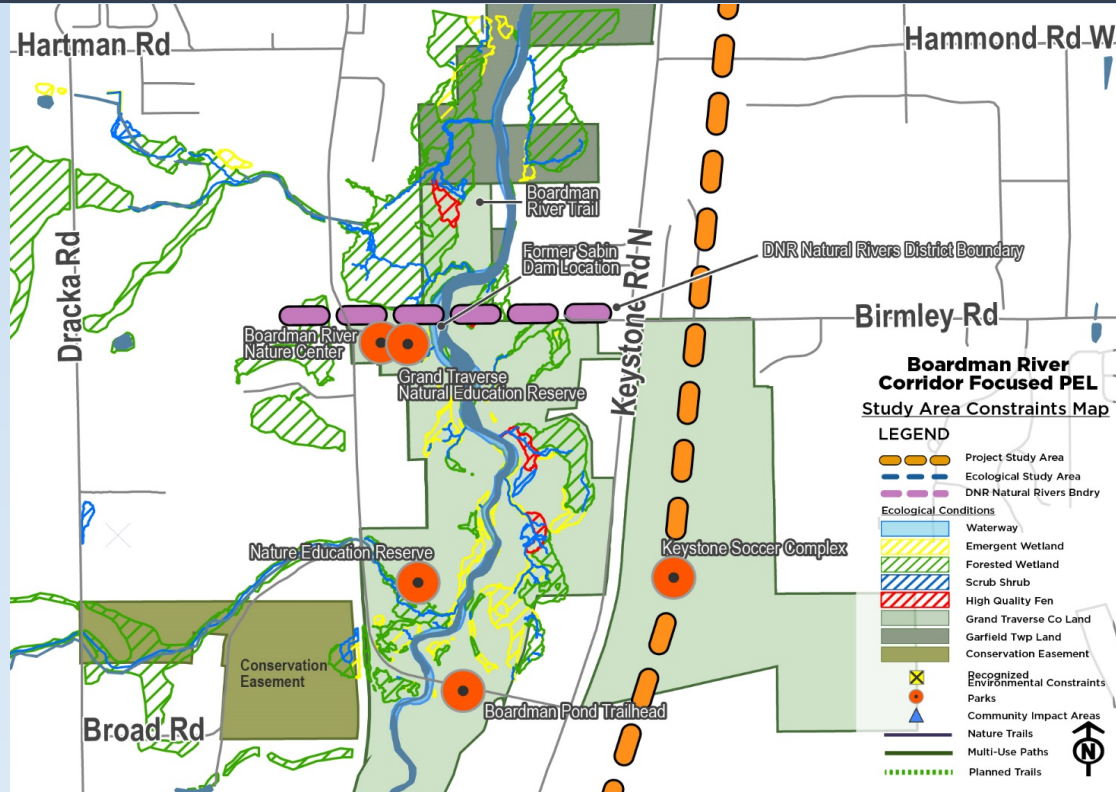 Hartman Rd
Hammond Rd W
Boardman
River Trail
Former Sabin
Dam Location
DNR Natural Rivers District Boundary
Dracka Rd
Keystone Rd N
Birmley Rd
Boardman River
Nature Center
Grand Traverse
Natural Education Reserve
Nature Education Reserve
Keystone Soccer Complex
Conservation
Easement
Boardman Pond Trailhead
Broad Rd
Boardman River
Corridor Focused PEL
Study Area Constraints Map
LEGEND
Project Study Area
Ecological Study Area
DNR Natural Rivers Bndry
Ecological Conditions
Waterway
Emergent Wetland
Forested Wetland
Scrub Shrub
High Quality Fen
Grand Traverse Co Land
Garfield Twp Land
Conservation Easement
Recognized
Environmental Constraints
Parks
Community Impact Areas
Nature Trails
Multi-Use Paths
Planned Trails
N